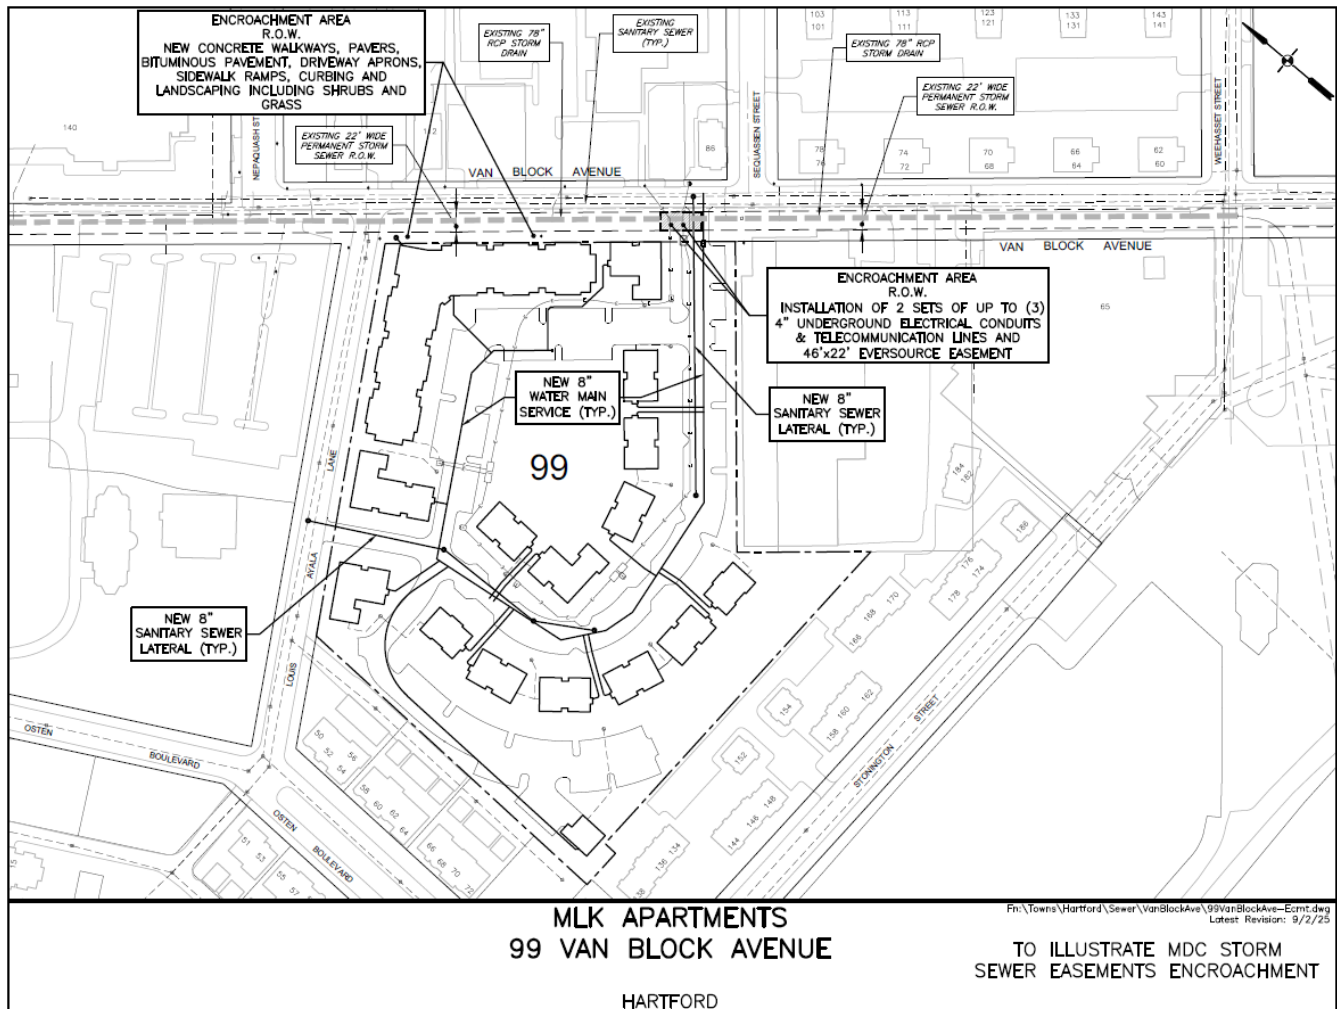 ENCROACHMENT AREA
R.O.W.
NEW CONCRETE WALKWAYS, PAVERS,
BITUMINOUS PAVEMENT, DRIVEWAY APRONS,
SIDEWALK RAMPS, CURBING AND
LANDSCAPING INCLUDING SHRUBS AND
GRASS
EXISTING 78"
RCP STORM
DRAIN
EXISTING
SANITARY SEWER
(TYP.)
103
101
113
111
123
121
133
131
143
141
EXISTING 78" RCP
STORM DRAIN
EXISTING 22' WIDE
PERMANENT STORM
SEWER R.O.W.
140
NEPAQUASH ST
EXISTING 22' WIDE
PERMANENT STORM
SEWER R.O.W.
86
SEQUASSEN STREET
78
76
74
72
70
68
66
64
62
60
WEEHASSET STREET
VAN BLOCK AVENUE
VAN BLOCK AVENUE
ENCROACHMENT AREA
R.O.W.
INSTALLATION OF 2 SETS OF UP TO (3)
4" UNDERGROUND ELECTRICAL CONDUITS
& TELECOMMUNICATION LINES AND
46'x22' EVERSOURCE EASEMENT
65
NEW 8"
WATER MAIN
SERVICE (TYP.)
NEW 8"
SANITARY SEWER
LATERAL (TYP.)
99
LANE
AYALA
LOUIS
184
182
186
176
174
178
170
168
166
NEW 8"
SANITARY SEWER
LATERAL (TYP.)
162
160
158
154
152
148
146
144
134
136
STREET
STONINGTON
OSTEN
BOULEVARD
OSTEN
BOULEVARD
50
52
54
56
58
60
62
64
66
68
70
72
51
53
55
57
MLK APARTMENTS
99 VAN BLOCK AVENUE
HARTFORD
Fn:\Towns\Hartford\Sewer\VanBlockAve\99VanBlockAve-Ecmt.dwg
Latest Revision: 9/2/25
TO ILLUSTRATE MDC STORM
SEWER EASEMENTS ENCROACHMENT